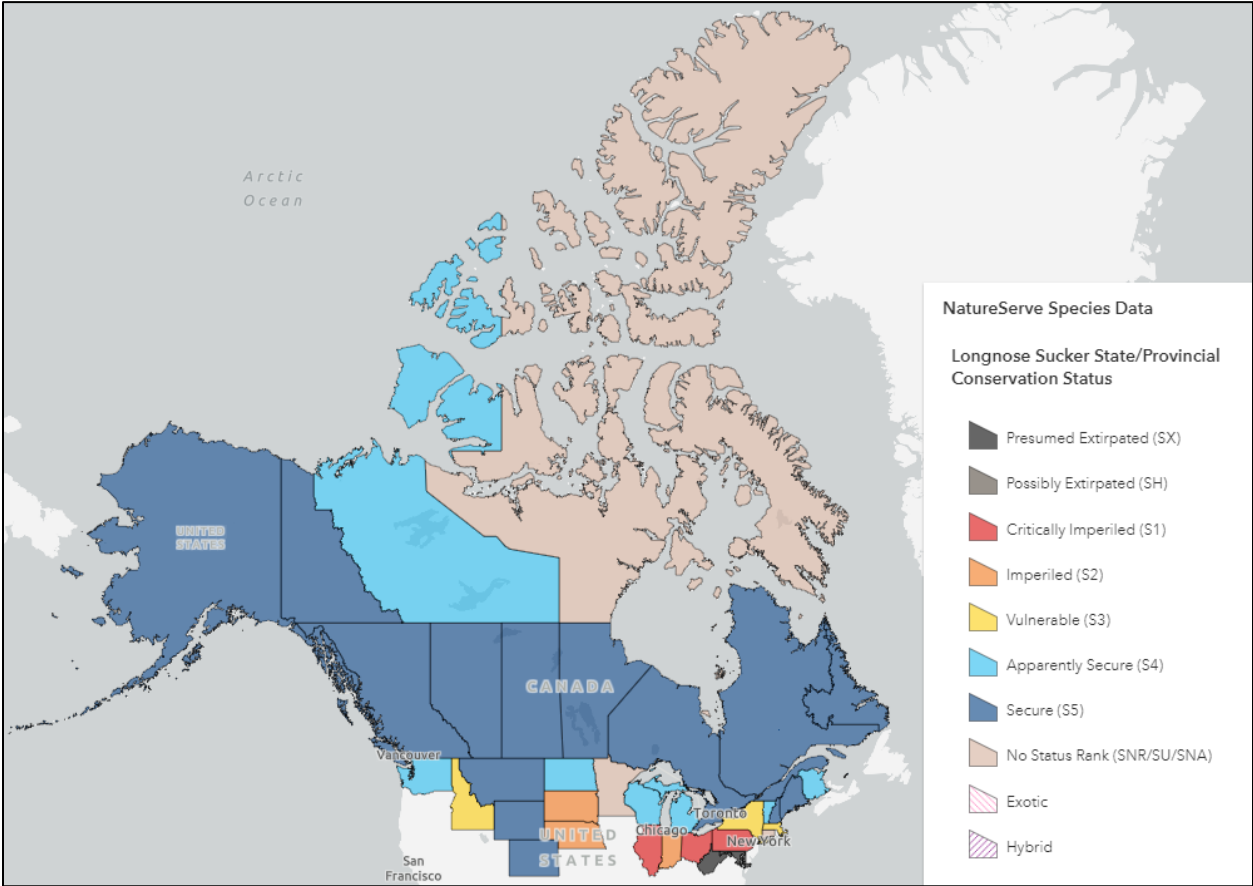 Arctic
Ocean
NatureServe Species Data
Longnose Sucker State/Provincial
Conservation Status
Presumed Extirpated (SX)
Possibly Extirpated (SH)
Critically Imperiled (S1)
Imperiled (S2)
Vulnerable (S3)
Apparently Secure (S4)
Secure (S5)
No Status Rank (SNR/SU/SNA)
Exotic
Hybrid
UNITED
STATES
CANADA
Vancouver
Toronto
Chicago
New York
UNITED
STATES
San
Francisco